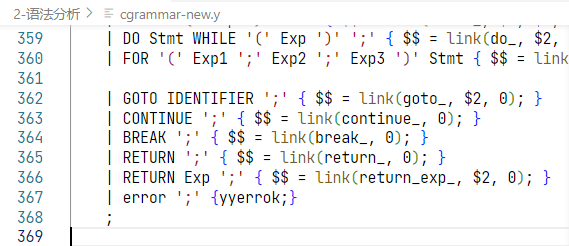 2-语法分析 > cgrammar-new.y
359 | DO Stmt WHILE '(' Exp ')' ';' { $$ = link(do_, $2,
360 | FOR '(' Exp1 ';' Exp2 ';' Exp3 ')' Stmt { $$ = link
361
362 | GOTO IDENTIFIER ';' { $$ = link(goto_, $2, 0); }
363 | CONTINUE ';' { $$ = link(continue_, 0); }
364 | BREAK ';' { $$ = link(break_, 0); }
365 | RETURN ';' { $$ = link(return_, 0); }
366 | RETURN Exp ';' { $$ = link(return_exp_, $2, 0); }
367 | error ';' {yyerrok;}
368 ;
369